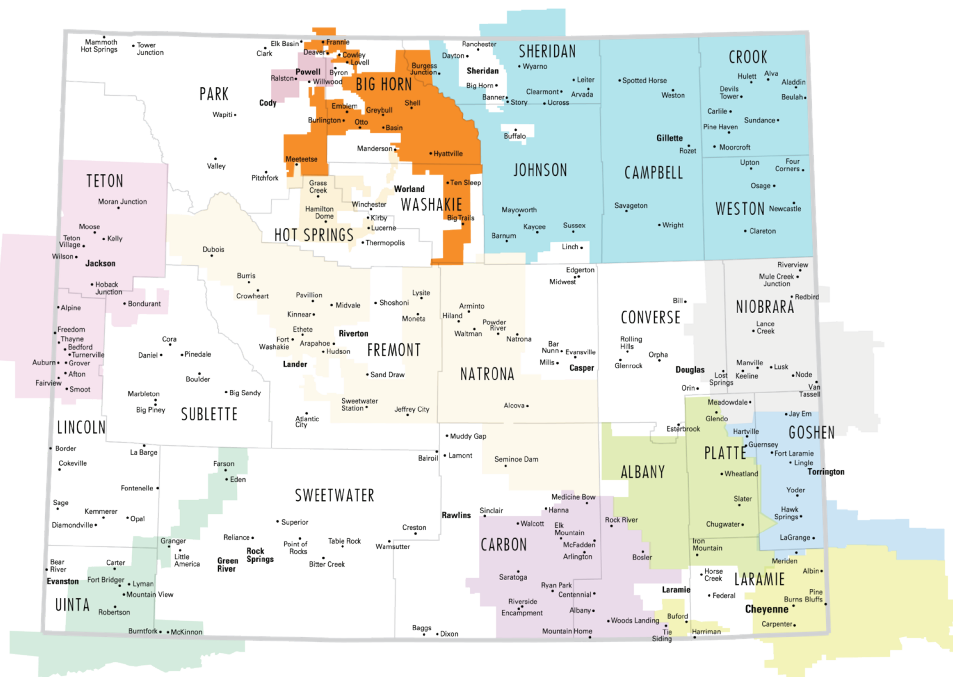 Mammoth
Hot Springs
Tower
Junction
Clark
Elk Basin
Frannie
Deaver
Cowley
Lovell
Byron
Powell
Ralston
Willwood
Cody
PARK
Wapiti
Valley
Pitchfork
Meeteetse
BIG HORN
Burgess
Junction
Emblem
Greybull
Shell
Burlington
Otto
Basin
Manderson
Hyattville
Dayton
Ranchester
Sheridan
Big Horn
Banner
Story
SHERIDAN
Wyarno
Leiter
Clearmont
Arvada
Ucross
Buffalo
JOHNSON
Mayoworth
Kaycee
Sussex
Barnum
Linch
Spotted Horse
Weston
Gillette
Rozet
CAMPBELL
Savageton
Wright
CROOK
Hulett
Alva
Aladdin
Devils
Tower
Beulah
Carlile
Sundance
Pine Haven
Moorcroft
Upton
Four
Corners
Osage
WESTON
Newcastle
Clareton
TETON
Moran Junction
Moose
Teton
Village
Kelly
Wilson
Jackson
Hoback
Junction
Bondurant
Alpine
Freedom
Thayne
Bedford
Turnerville
Auburn
Grover
Afton
Fairview
Smoot
LINCOLN
Border
Cokeville
Sage
Kemmerer
Diamondville
Opal
Fontenelle
La Barge
Cora
Daniel
Pinedale
Boulder
Marbleton
Big Piney
Big Sandy
SUBLETTE
Grass
Creek
Hamilton
Dome
HOT SPRINGS
Winchester
Kirby
Lucerne
Thermopolis
Worland
WASHAKIE
Ten Sleep
Big Trails
Dubois
Burris
Crowheart
Pavillion
Midvale
Kinnear
Shoshoni
Lysite
Moneta
Ethete
Fort
Washakie
Arapahoe
Riverton
Hudson
Lander
FREMONT
Sand Draw
Sweetwater
Station
Jeffrey City
Atlantic
City
Arminto
Hiland
Waltman
Powder
River
Natrona
NATRONA
Edgerton
Midwest
Bar
Nunn
Evansville
Mills
Casper
Alcova
CONVERSE
Bill
Rolling
Hills
Glenrock
Orpha
Douglas
Orin
Esterbrook
Riverview
Mule Creek
Junction
NIOBRARA
Redbird
Lance
Creek
Manville
Lusk
Lost
Springs
Keeline
Node
Van
Tassell
Meadowdale
Glendo
Hartville
Guernsey
PLATTE
Wheatland
Slater
Chugwater
Jay Em
GOSHEN
Fort Laramie
Lingle
Torrington
Yoder
Hawk
Springs
LaGrange
Muddy Gap
Bairoil
Lamont
Seminoe Dam
Farson
Eden
SWEETWATER
Superior
Reliance
Point of
Rocks
Table Rock
Rock
Springs
Green
River
Bitter Creek
Wamsutter
Creston
Granger
Little
America
Bear
River
Evanston
Carter
Fort Bridger
Lyman
Mountain View
UINTA
Robertson
Burntfork
McKinnon
Rawlins
Sinclair
Medicine Bow
Hanna
Walcott
Elk
Mountain
McFadden
Arlington
CARBON
Saratoga
Ryan Park
Riverside
Encampment
Baggs
Dixon
Mountain Home
ALBANY
Rock River
Bosler
Centennial
Albany
Laramie
Woods Landing
Tie
Siding
Iron
Mountain
Horse
Creek
Federal
Buford
Harriman
LARAMIE
Meriden
Albin
Pine
Burns Bluffs
Cheyenne
Carpenter